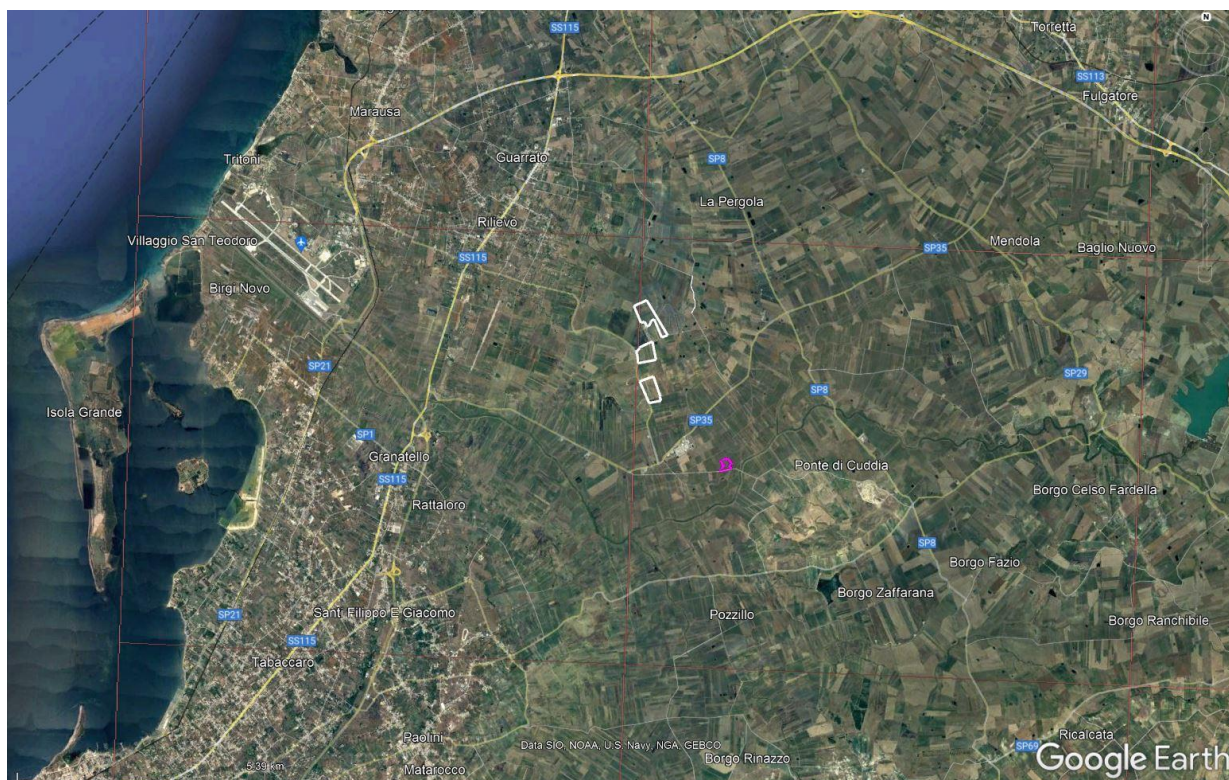 N
Torretta
SS115
SS113
Fulgatore
Marausa
Guarrato
Tritoni
SP8
La Pergola
Rilievo
Villaggio San Teodoro
Mendola
Baglio Nuovo
SP35
SS115
Birgi Novo
SP21
SP29
SP8
Isola Grande
SP35
SP1
Granatello
Ponte di Cuddia
SS115
Borgo Celso Fardella
Rattaloro
SP8
Borgo Fazio
Borgo Zaffarana
Sant. Filippo E Giacomo
SP21
Pozzillo
Borgo Ranchibile
SS115
Tabaccaro
Paolini
Ricalcata
Data SIO, NOAA, U.S. Navy, NGA, GEBCO
SP69
Google Earth
Borgo Rinazzo
5.39 km
Matarocco